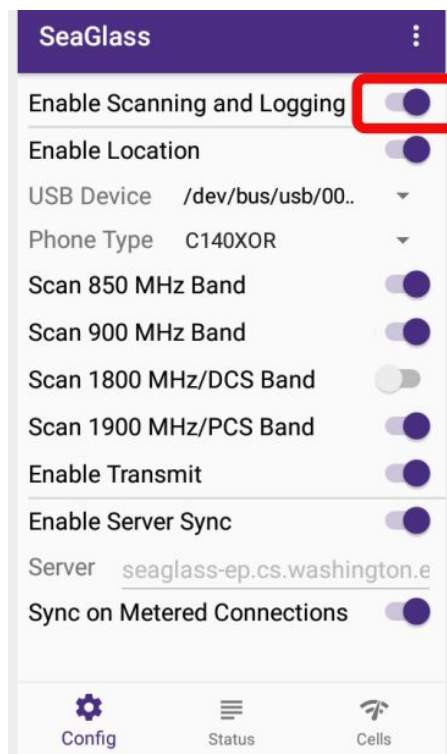 SeaGlass
Enable Scanning and Logging
Enable Location
USB Device /dev/bus/usb/00..
Phone Type C140XOR
Scan 850 MHz Band
Scan 900 MHz Band
Scan 1800 MHz/DCS Band
Scan 1900 MHz/PCS Band
Enable Transmit
Enable Server Sync
Server seaglass-ep.cs.washington.e
Sync on Metered Connections
Config Status Cells